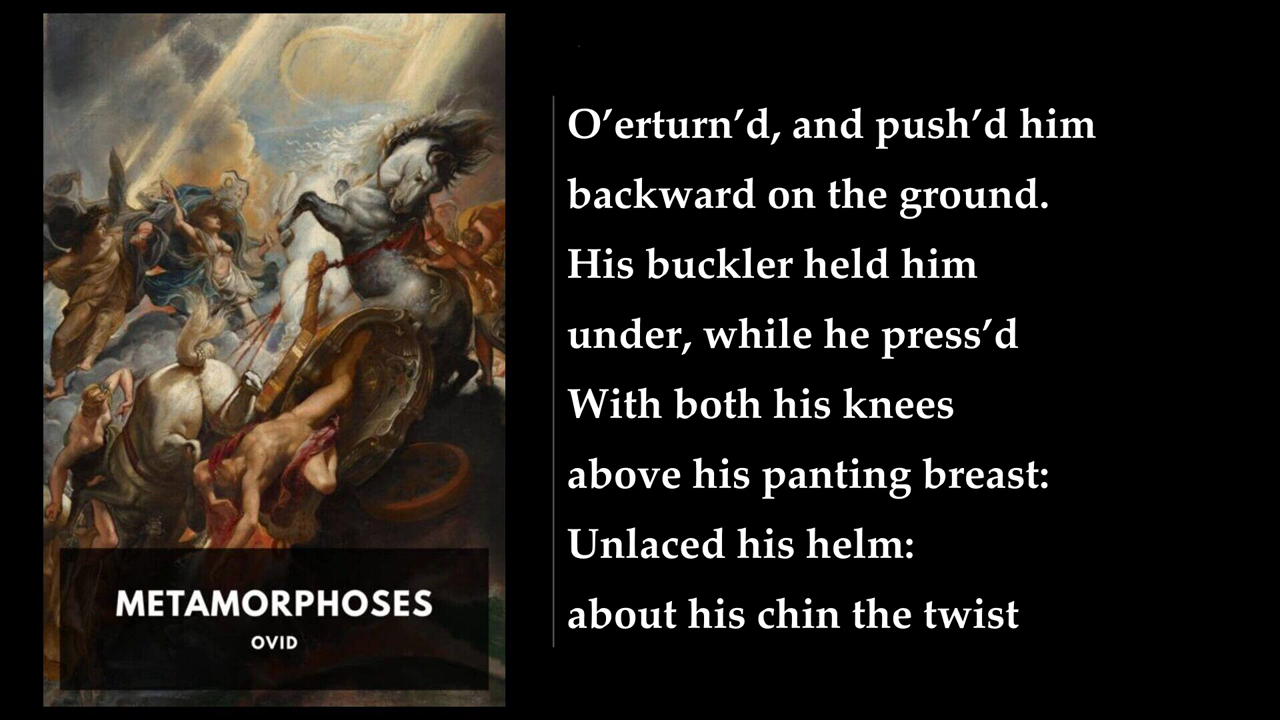 METAMORPHOSES
OVID
O’erturn’d, and push’d him
backward on the ground.
His buckler held him
under, while he press’d
With both his knees
above his panting breast:
Unlaced his helm:
about his chin the twist